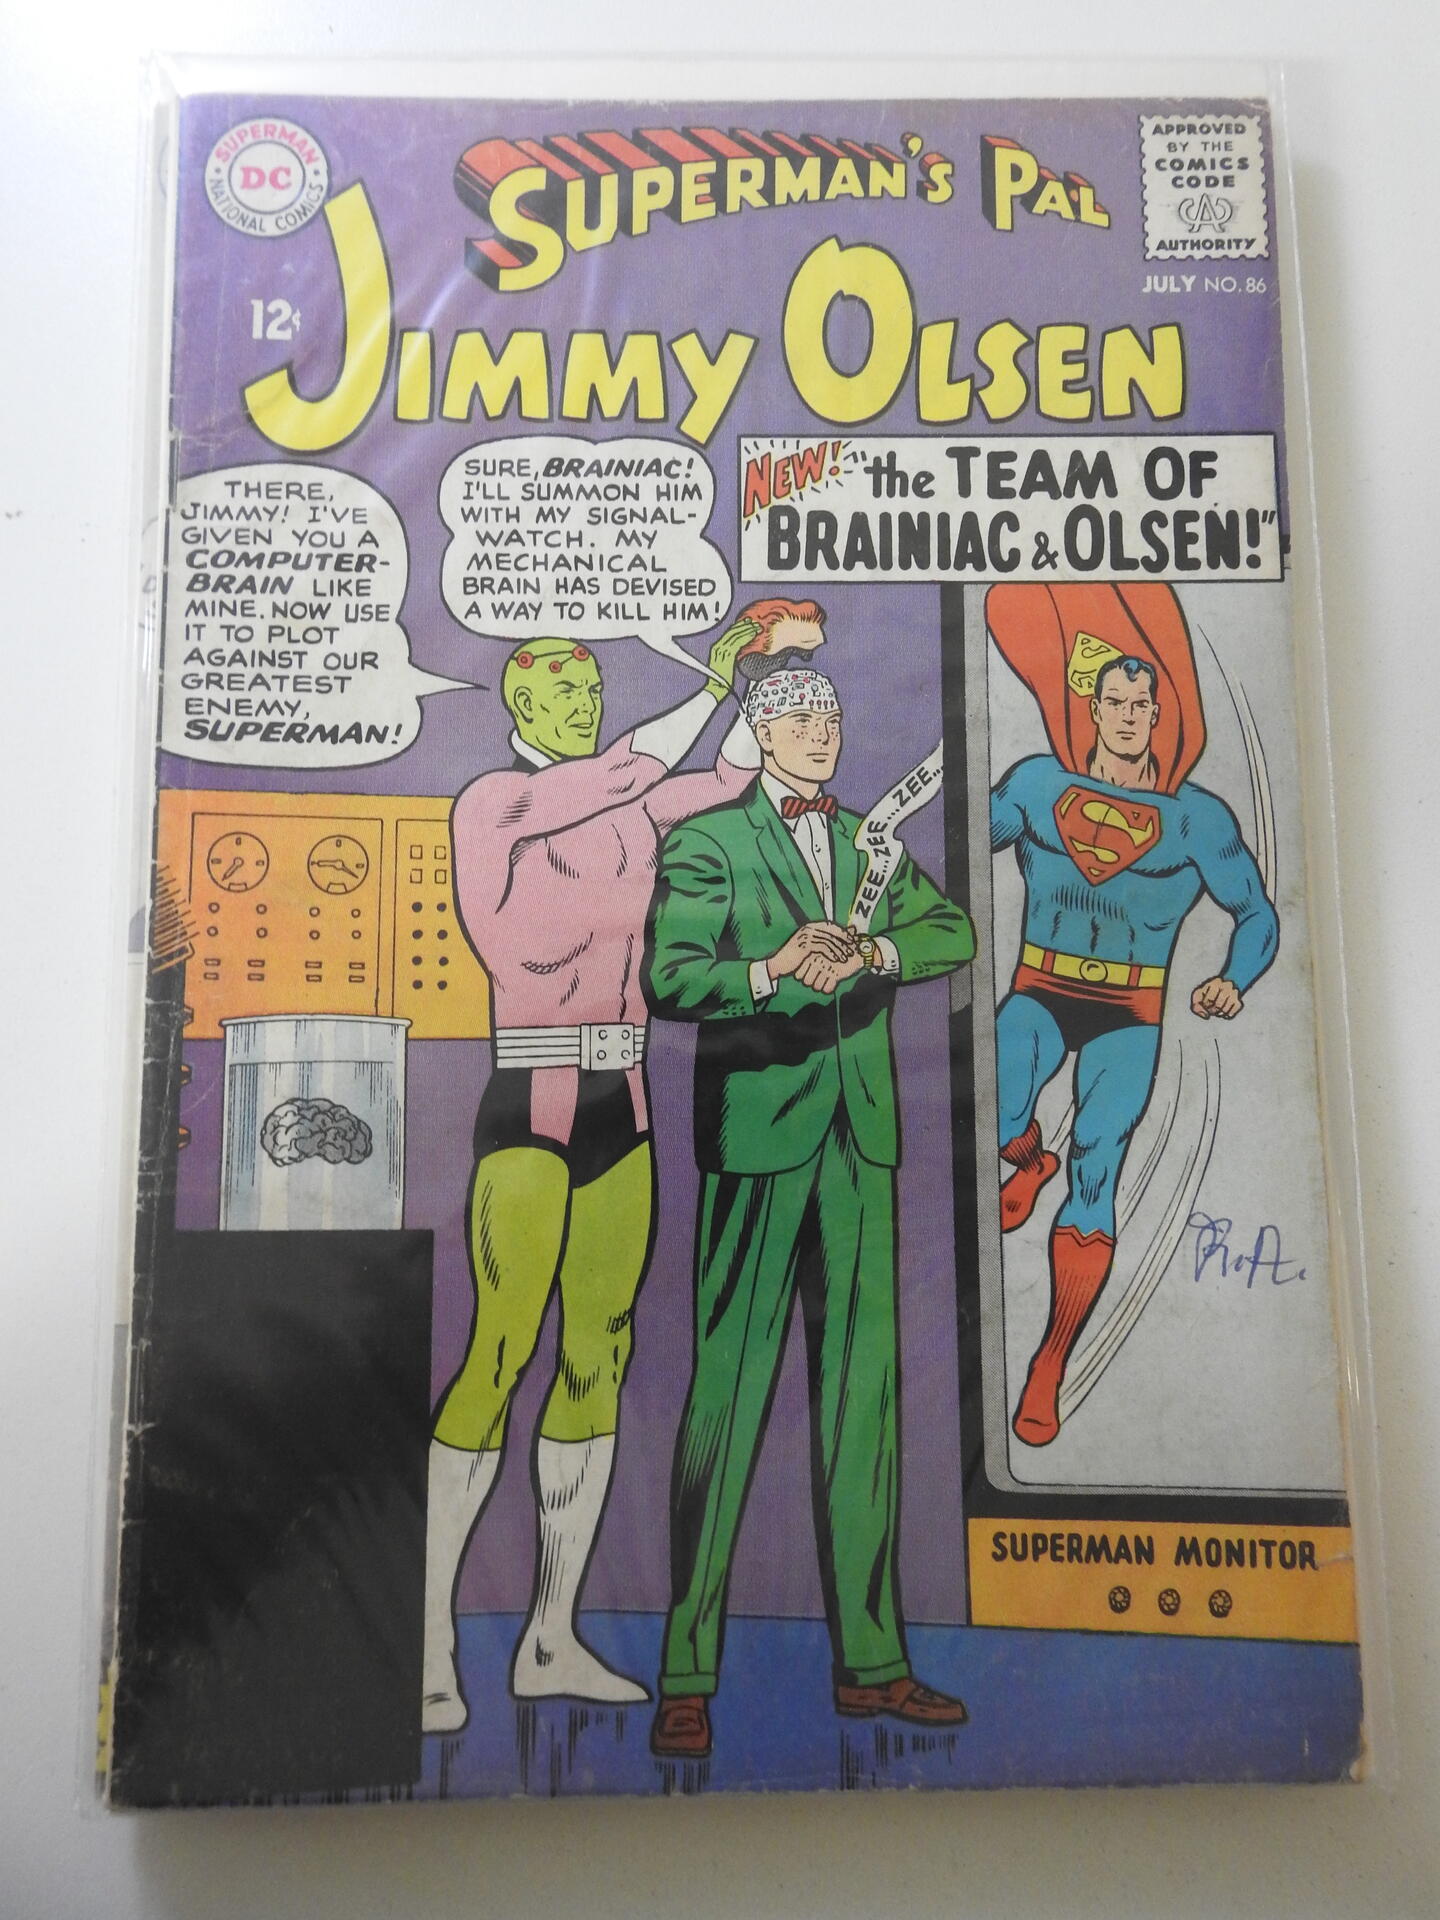 SUPERMAN
DC
NATIONAL COMICS
SUPERMAN'S PAL
JIMMY OLSEN
12¢
APPROVED
BY THE
COMICS
CODE
CA
AUTHORITY
JULY NO. 86
NEW! "the TEAM OF
BRAINIAC & OLSEN!"
THERE,
JIMMY! I'VE
GIVEN YOU A
COMPUTER-
BRAIN LIKE
MINE. NOW USE
IT TO PLOT
AGAINST OUR
GREATEST
ENEMY,
SUPERMAN!
SURE, BRAINIAC!
I'LL SUMMON HIM
WITH MY SIGNAL-
WATCH. MY
MECHANICAL
BRAIN HAS DEVISED
A WAY TO KILL HIM!
ZEE...ZEE...ZEE...ZEE...
S
S
R.A.
SUPERMAN MONITOR